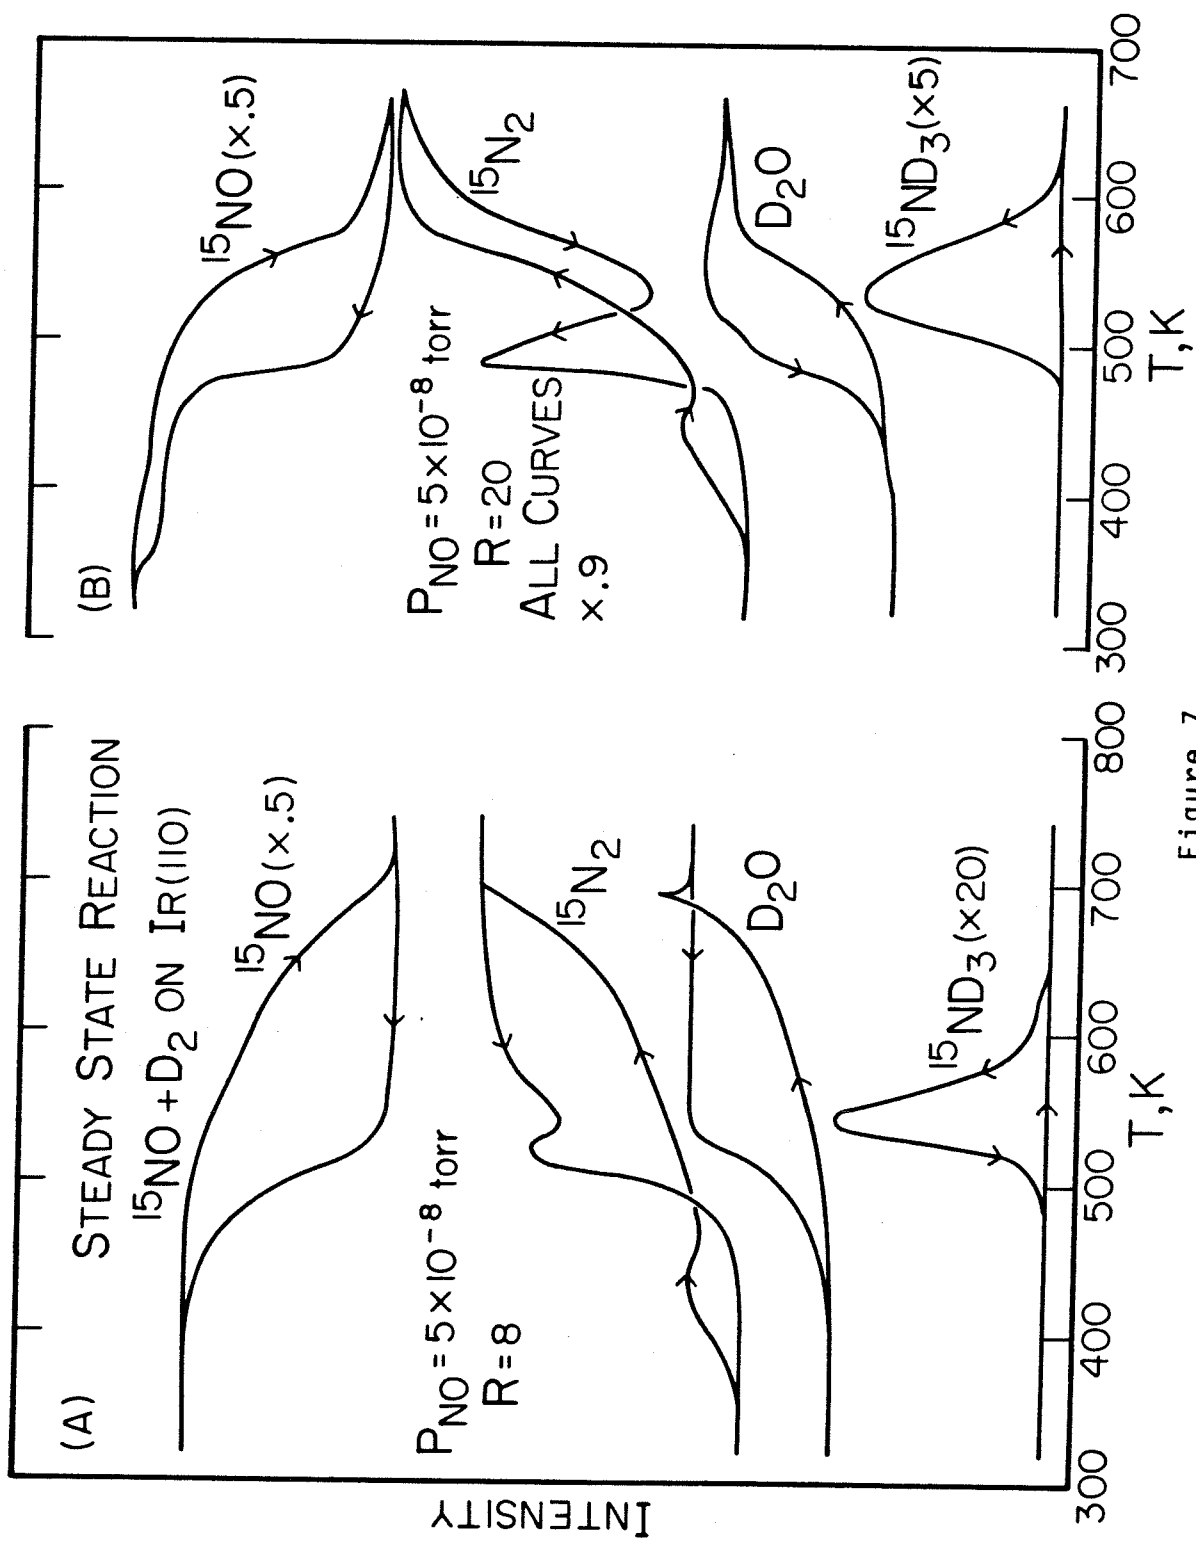 (A)
STEADY STATE REACTION
15NO + D2 ON IR(110)
15NO (×.5)
PNO = 5×10-8 torr
R = 8
15N2
D2O
15ND3 (×20)
INTENSITY
300 400 500 600 700 800
T, K
(B)
15NO (×.5)
PNO = 5×10-8 torr
R = 20
ALL CURVES
×.9
15N2
D2O
15ND3 (×5)
300 400 500 600 700
T, K
Figure 7